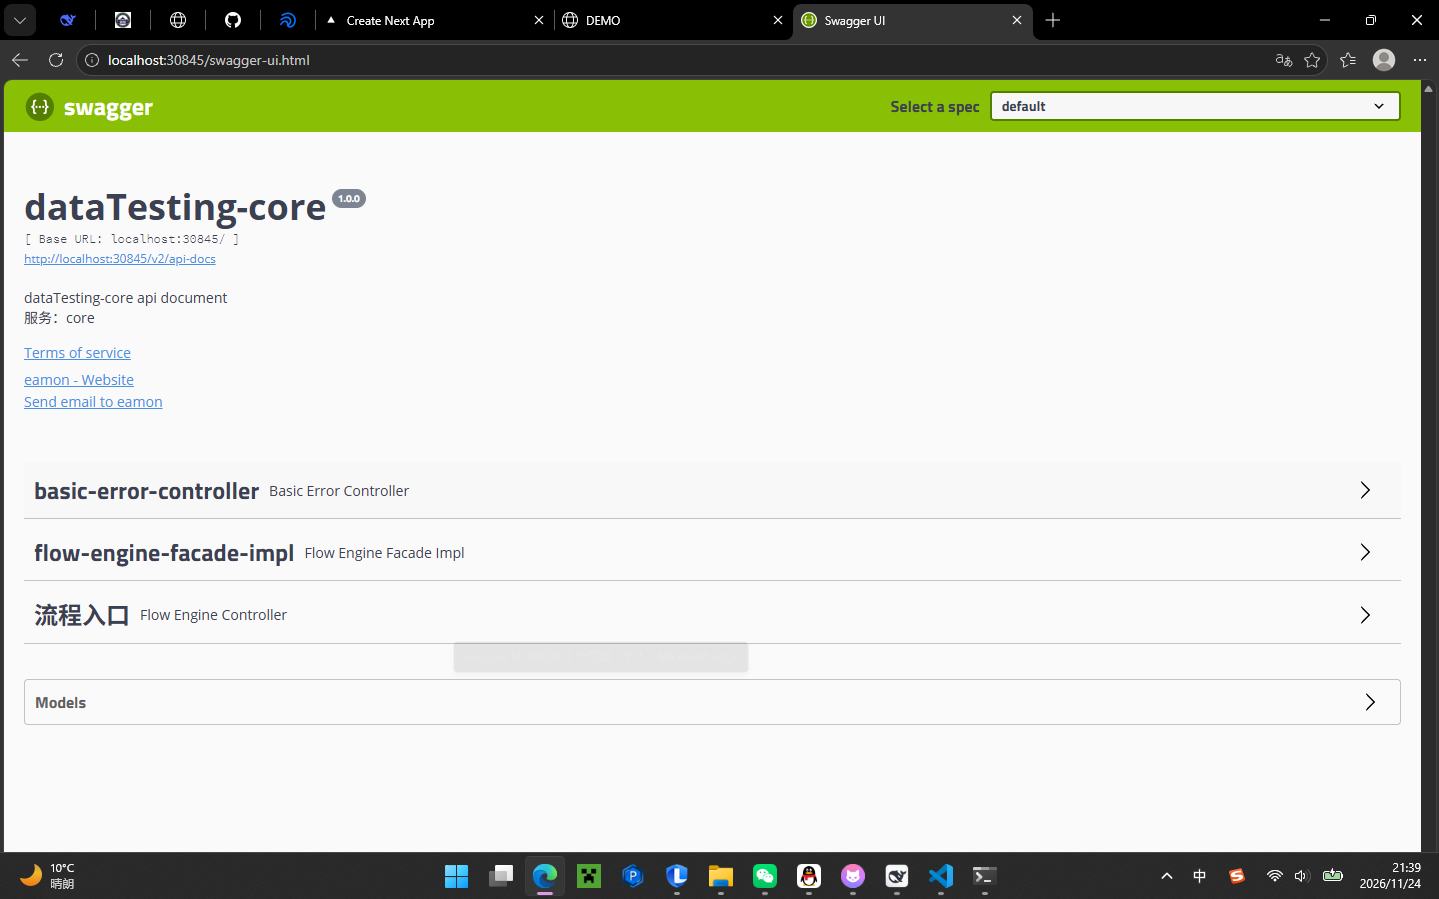 Create Next App
DEMO
Swagger UI
localhost:30845/swagger-ui.html
swagger
Select a spec
default
dataTesting-core 1.0.0
[ Base URL: localhost:30845/ ]
http://localhost:30845/v2/api-docs
dataTesting-core api document
服务：core
Terms of service
eamon - Website
Send email to eamon
basic-error-controller Basic Error Controller
flow-engine-facade-impl Flow Engine Facade Impl
流程入口 Flow Engine Controller
Models
10°C
晴朗
中
21:39
2026/11/24